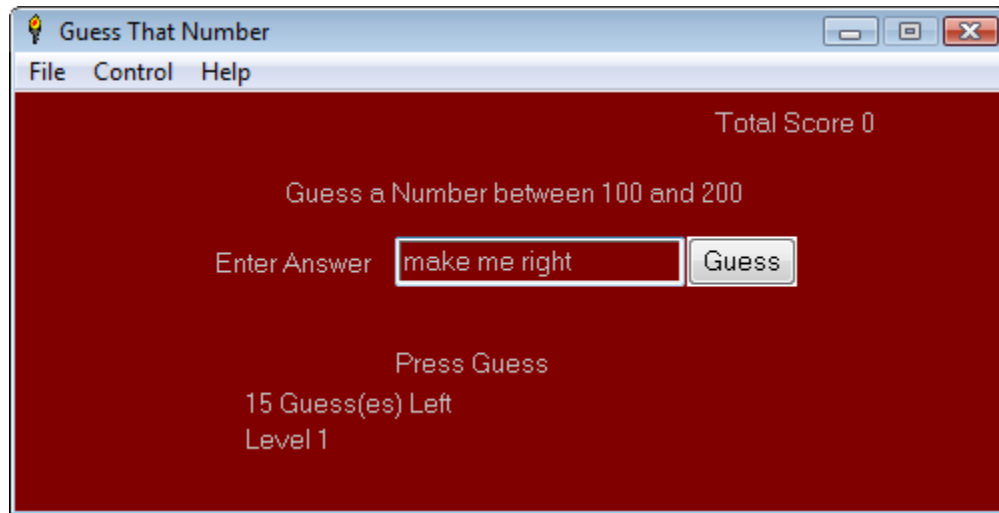 Guess That Number
File Control Help
Total Score 0
Guess a Number between 100 and 200
Enter Answer make me right Guess
Press Guess
15 Guess(es) Left
Level 1